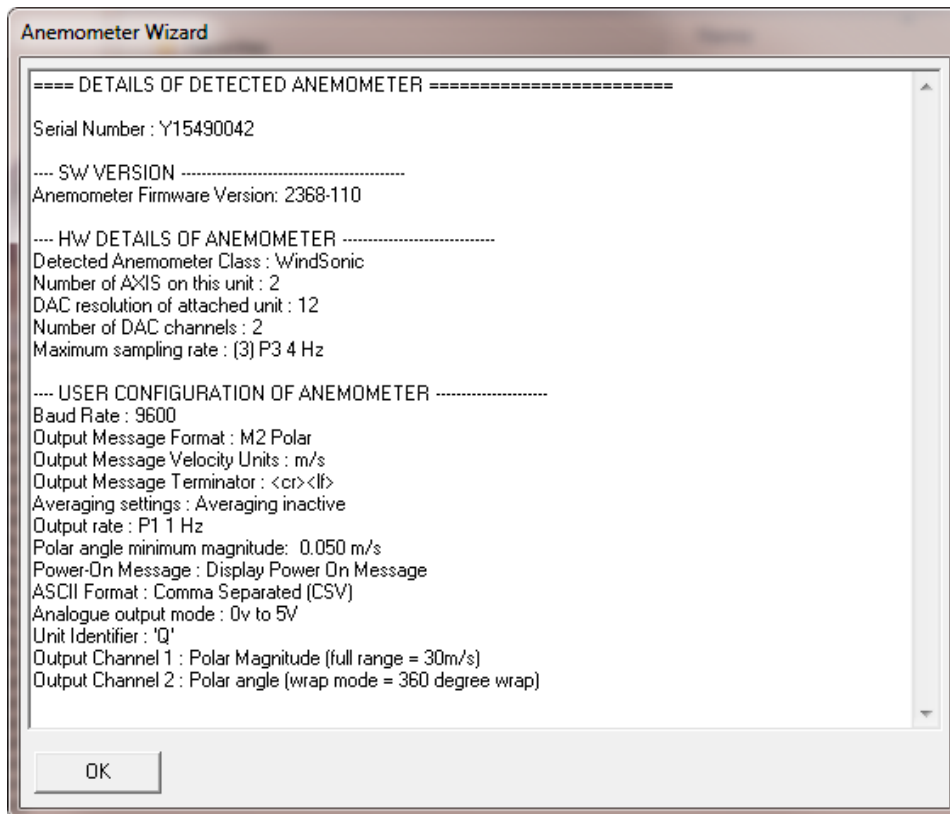 Anemometer Wizard
==== DETAILS OF DETECTED ANEMOMETER ========================
Serial Number : Y15490042
---- SW VERSION --------------------------------------------
Anemometer Firmware Version: 2368-110
---- HW DETAILS OF ANEMOMETER ------------------------------
Detected Anemometer Class : WindSonic
Number of AXIS on this unit : 2
DAC resolution of attached unit : 12
Number of DAC channels : 2
Maximum sampling rate : (3) P3 4 Hz
---- USER CONFIGURATION OF ANEMOMETER ----------------------
Baud Rate : 9600
Output Message Format : M2 Polar
Output Message Velocity Units : m/s
Output Message Terminator : <cr><lf>
Averaging settings : Averaging inactive
Output rate : P1 1 Hz
Polar angle minimum magnitude:  0.050 m/s
Power-On Message : Display Power On Message
ASCII Format : Comma Separated (CSV)
Analogue output mode : 0v to 5V
Unit Identifier : 'Q'
Output Channel 1 : Polar Magnitude (full range = 30m/s)
Output Channel 2 : Polar angle (wrap mode = 360 degree wrap)
OK